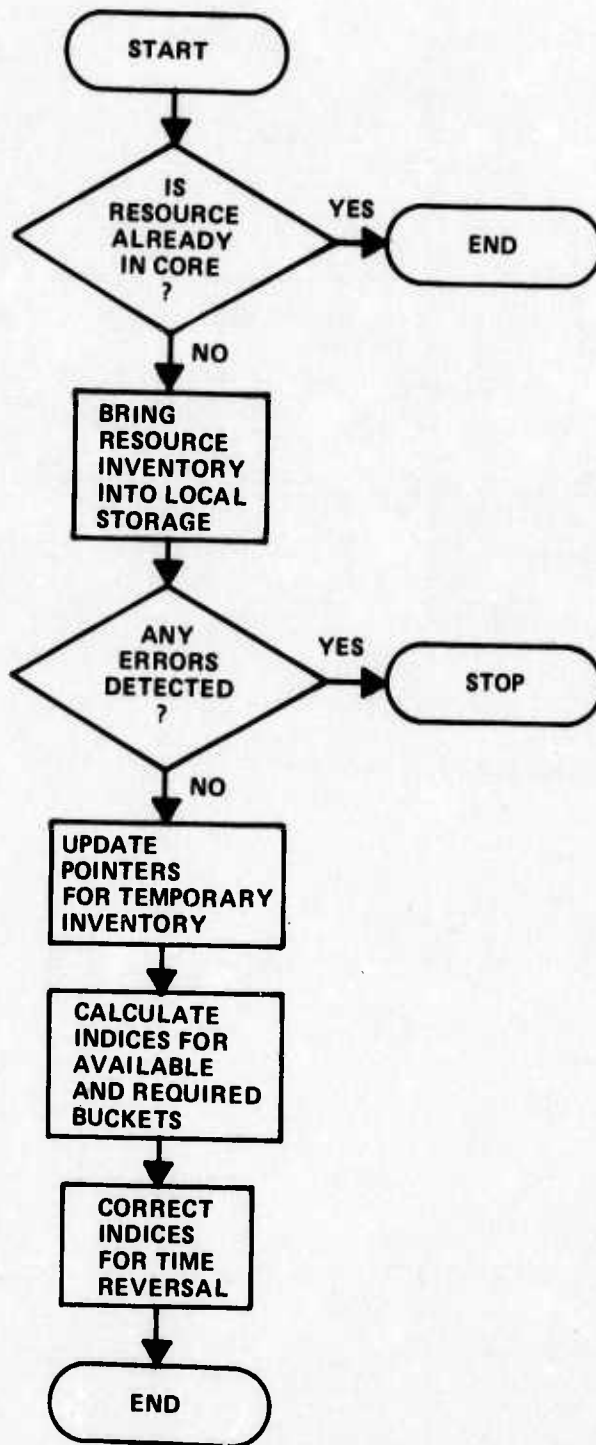 START
IS
RESOURCE
ALREADY
IN CORE
?
YES
END
NO
BRING
RESOURCE
INVENTORY
INTO LOCAL
STORAGE
ANY
ERRORS
DETECTED
?
YES
STOP
NO
UPDATE
POINTERS
FOR TEMPORARY
INVENTORY
CALCULATE
INDICES FOR
AVAILABLE
AND REQUIRED
BUCKETS
CORRECT
INDICES
FOR TIME
REVERSAL
END